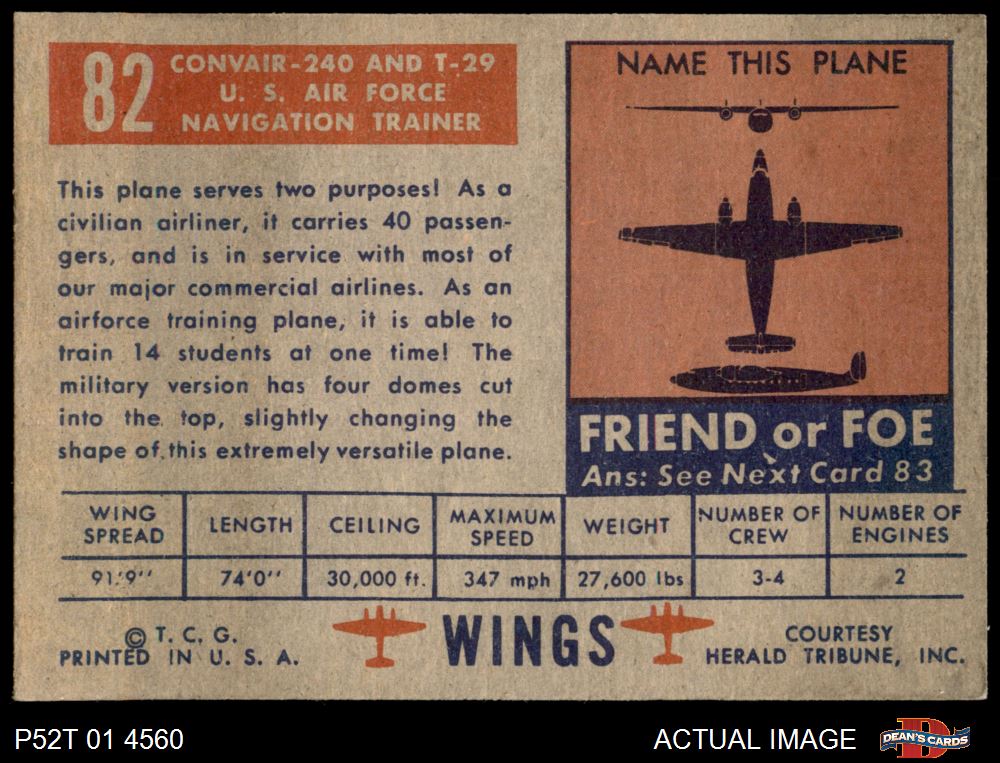 82
CONVAIR-240 AND T-29
U. S. AIR FORCE
NAVIGATION TRAINER
This plane serves two purposes! As a
civilian airliner, it carries 40 passen-
gers, and is in service with most of
our major commercial airlines. As an
airforce training plane, it is able to
train 14 students at one time! The
military version has four domes cut
into the top, slightly changing the
shape of this extremely versatile plane.
NAME THIS PLANE
FRIEND or FOE
Ans: See Next Card 83
WING SPREAD LENGTH CEILING MAXIMUM SPEED WEIGHT NUMBER OF CREW NUMBER OF ENGINES
91'9'' 74'0'' 30,000 ft. 347 mph 27,600 lbs 3-4 2
© T. C. G.
PRINTED IN U. S. A.
WINGS
COURTESY
HERALD TRIBUNE, INC.
P52T 01 4560
ACTUAL IMAGE
D
DEAN'S CARDS